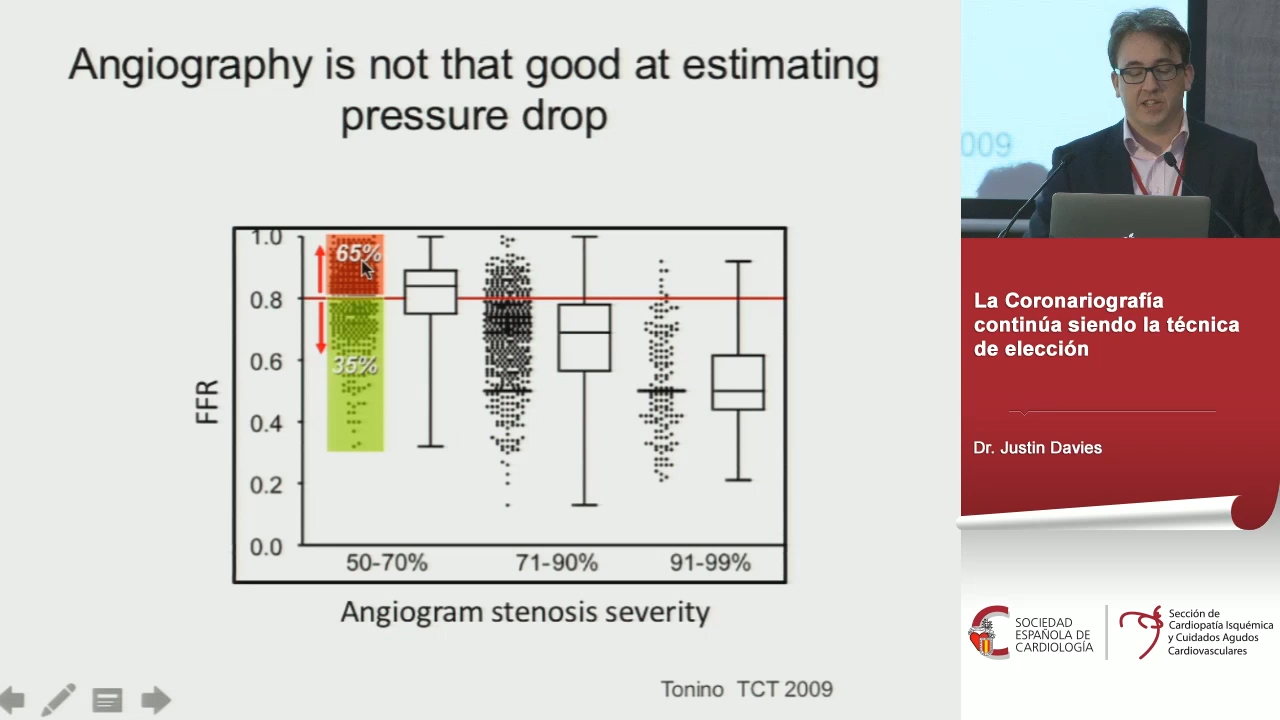 Angiography is not that good at estimating
pressure drop
1.0
0.8
0.6
0.4
0.2
0.0
FFR
65%
35%
50-70%
71-90%
91-99%
Angiogram stenosis severity
Tonino TCT 2009
009
La Coronariografía
continúa siendo la técnica
de elección
Dr. Justin Davies
SOCIEDAD
ESPAÑOLA DE
CARDIOLOGÍA
Sección de
Cardiopatía Isquémica
y Cuidados Agudos
Cardiovasculares